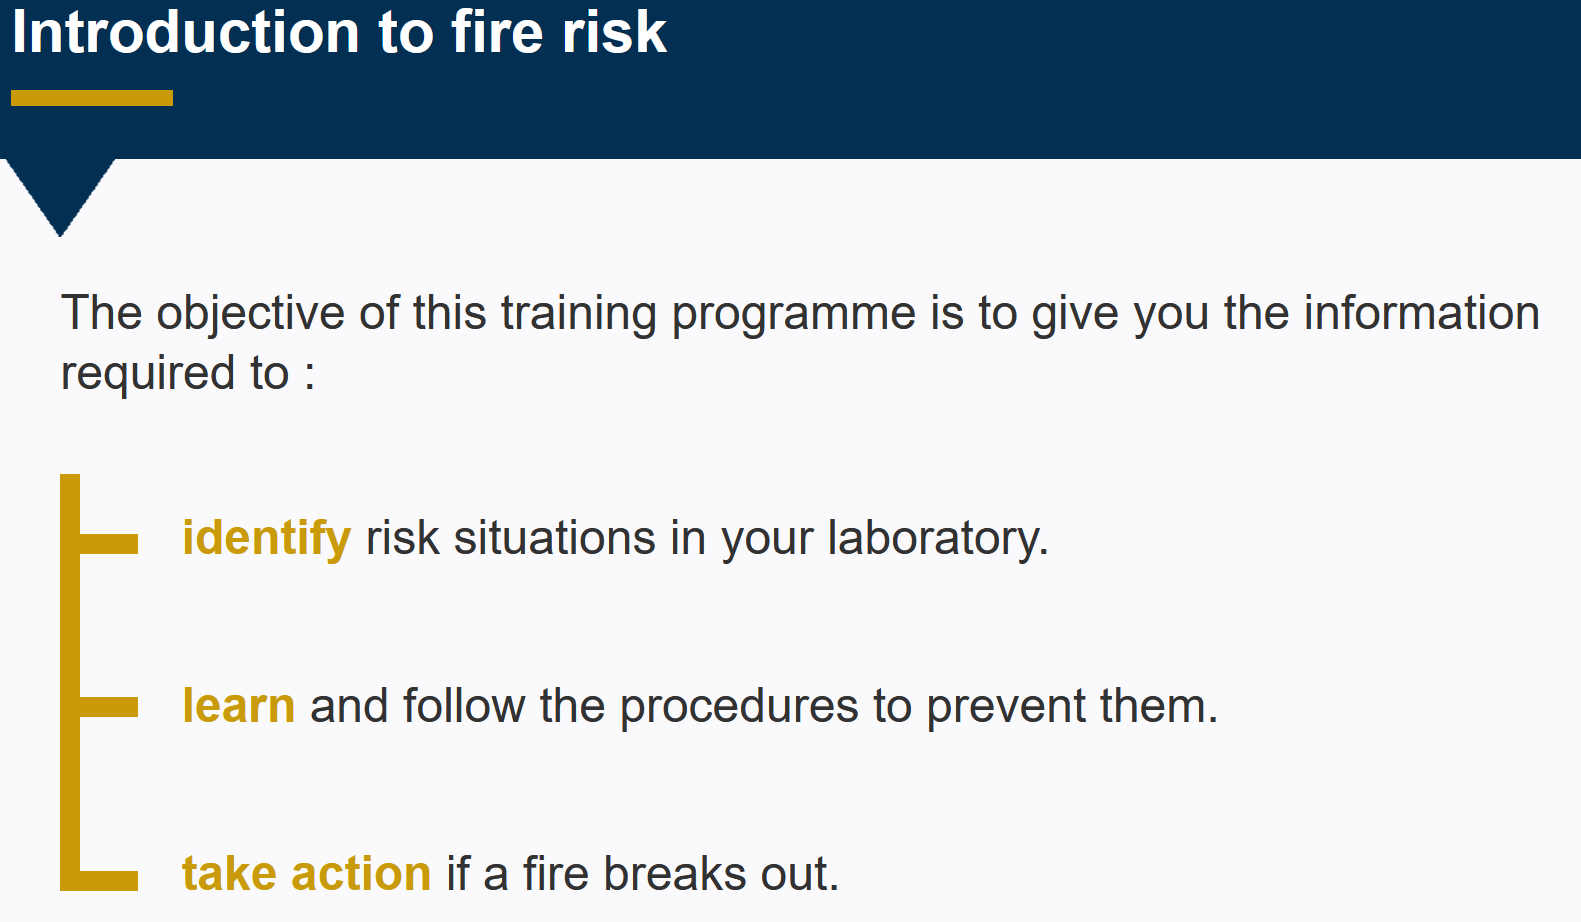 Introduction to fire risk
The objective of this training programme is to give you the information
required to :
identify risk situations in your laboratory.
learn and follow the procedures to prevent them.
take action if a fire breaks out.